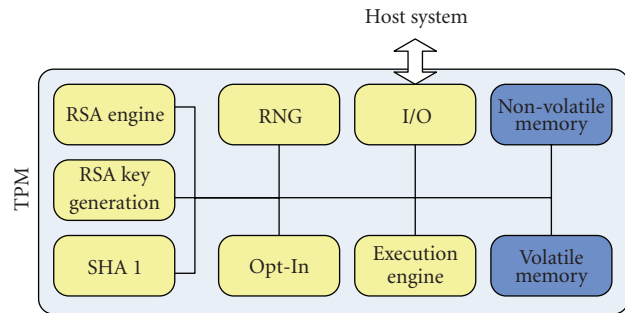 Host system
TPM
RSA engine
RNG
I/O
Non-volatile
memory
RSA key
generation
SHA 1
Opt-In
Execution
engine
Volatile
memory